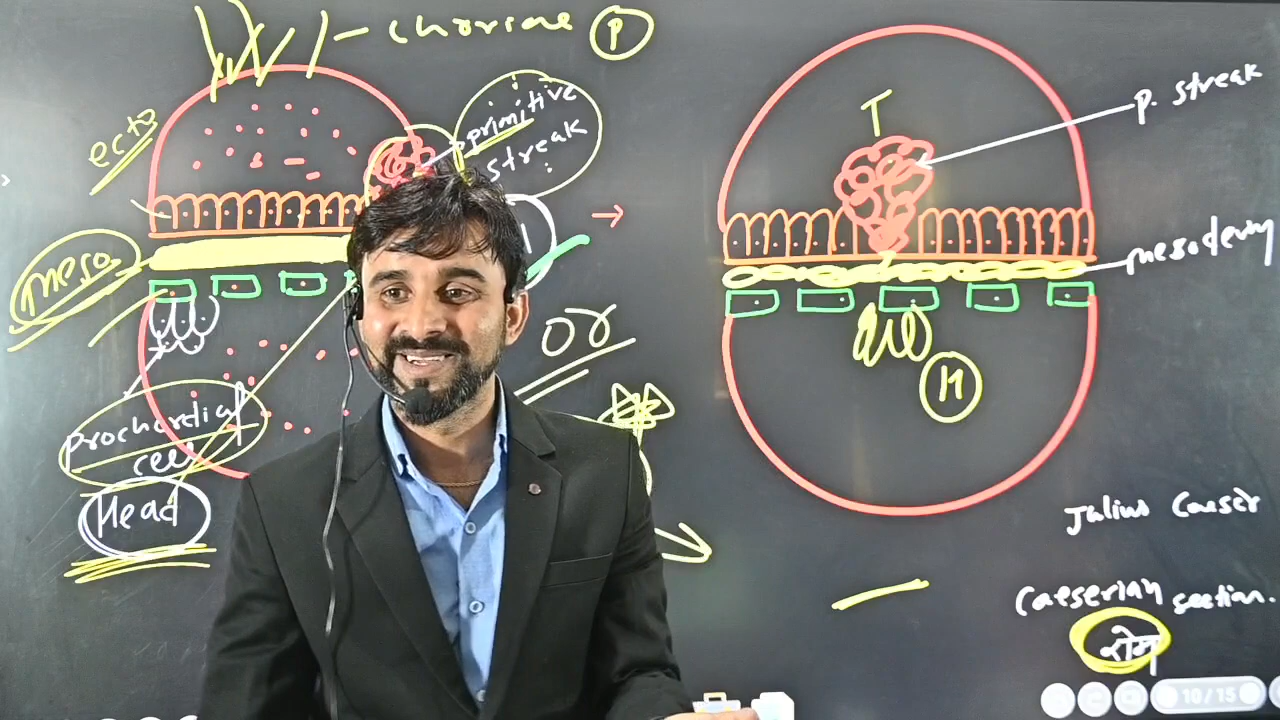 chorine P
ecto
primitive
streak
meso
or
prochordial
cell
Head
T
p. streak
mesoderm
H
Julius Caeser
Caeserian section.
रोम
10/15